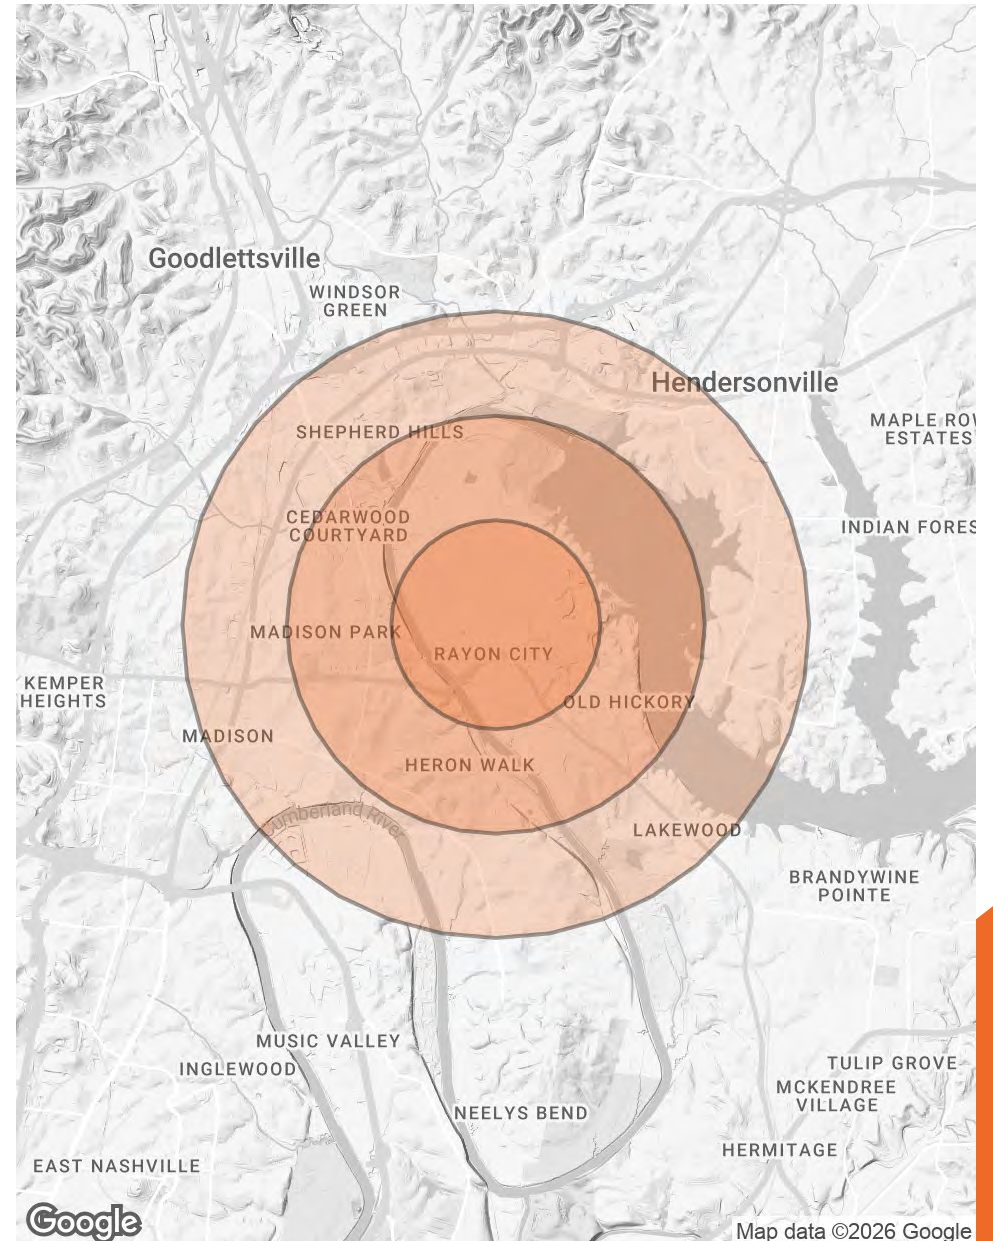 Goodlettsville
WINDSOR
GREEN
Hendersonville
MAPLE ROW
ESTATES
SHEPHERD HILLS
CEDARWOOD
COURTYARD
INDIAN FORES
MADISON PARK
RAYON CITY
KEMPER
HEIGHTS
OLD HICKORY
MADISON
HERON WALK
Cumberland River
LAKEWOOD
BRANDYWINE
POINTE
MUSIC VALLEY
INGLEWOOD
TULIP GROVE
MCKENDREE
VILLAGE
NEELYS BEND
HERMITAGE
EAST NASHVILLE
Google
Map data ©2026 Google